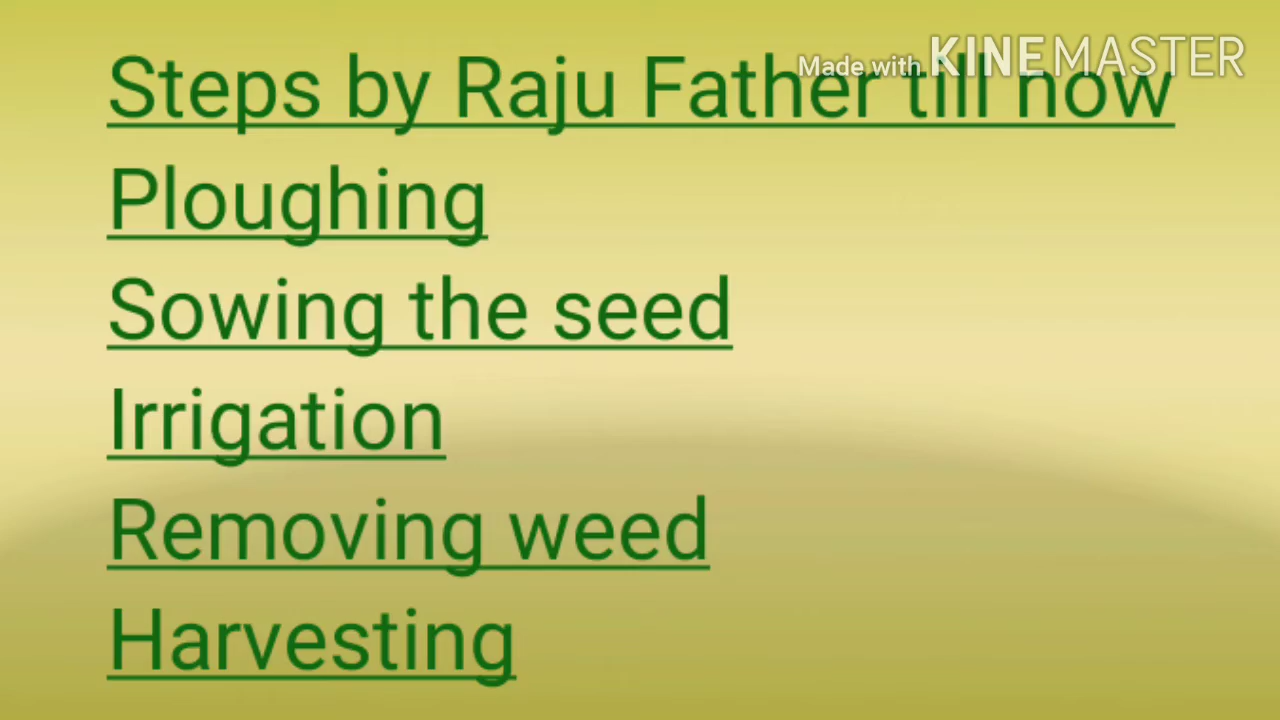 Made with KINEMASTER
Steps by Raju Father till now
Ploughing
Sowing the seed
Irrigation
Removing weed
Harvesting